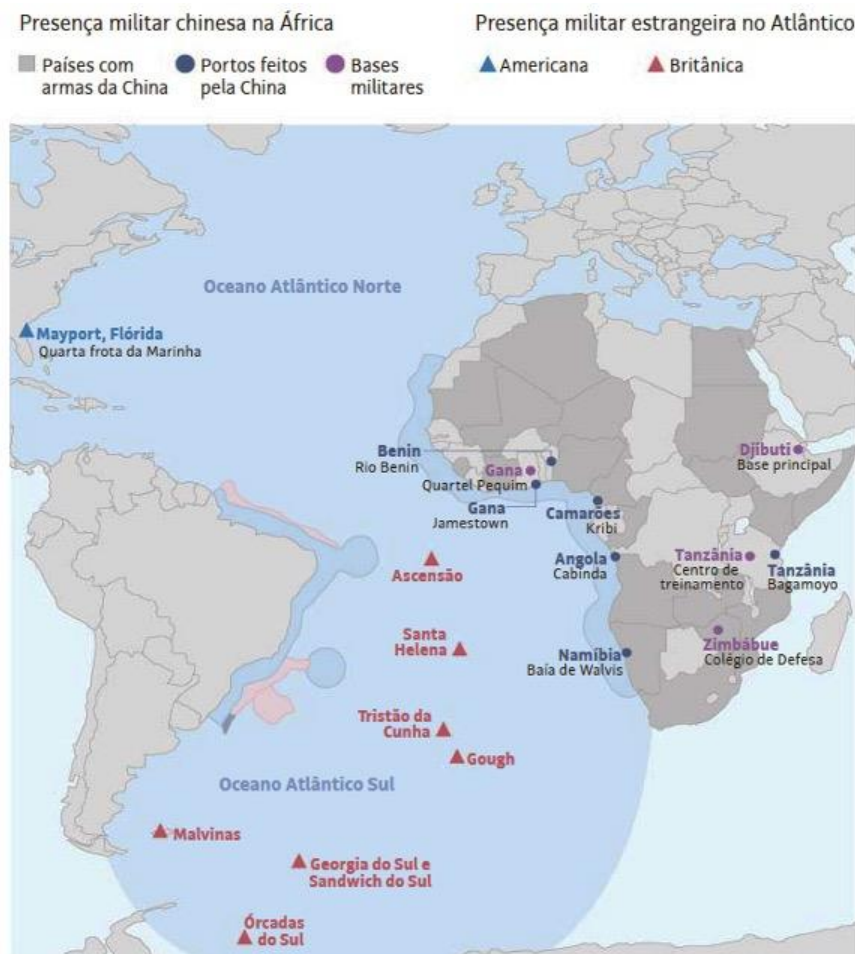 Presença militar chinesa na África
Presença militar estrangeira no Atlântico
Países com
armas da China
Portos feitos
pela China
Bases
militares
Americana
Britânica
Oceano Atlântico Norte
Mayport, Flórida
Quarta frota da Marinha
Benin
Rio Benin
Gana
Quartel Pequim
Gana
Jamestown
Camarões
Kribi
Djibuti
Base principal
Ascensão
Angola
Cabinda
Tanzânia
Centro de
treinamento
Tanzânia
Bagamoyo
Santa
Helena
Namíbia
Baía de Walvis
Zimbábue
Colégio de Defesa
Tristão da
Cunha
Gough
Oceano Atlântico Sul
Malvinas
Georgia do Sul e
Sandwich do Sul
Órcadas
do Sul